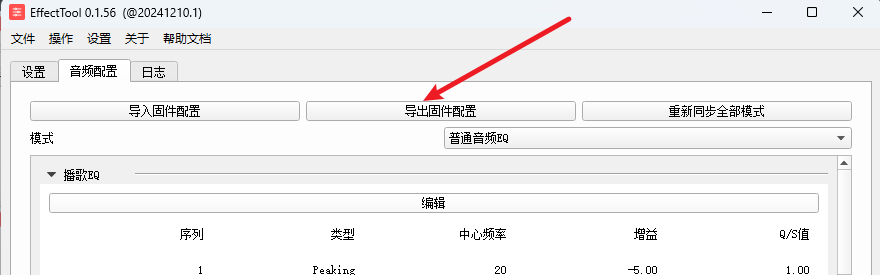 EffectTool 0.1.56 (@20241210.1)
文件 操作 设置 关于 帮助文档
设置 音频配置 日志
导入固件配置 导出固件配置 重新同步全部模式
模式 普通音频EQ
播歌EQ
编辑
序列 类型 中心频率 增益 Q/S值
1 Peaking 20 -5.00 1.00